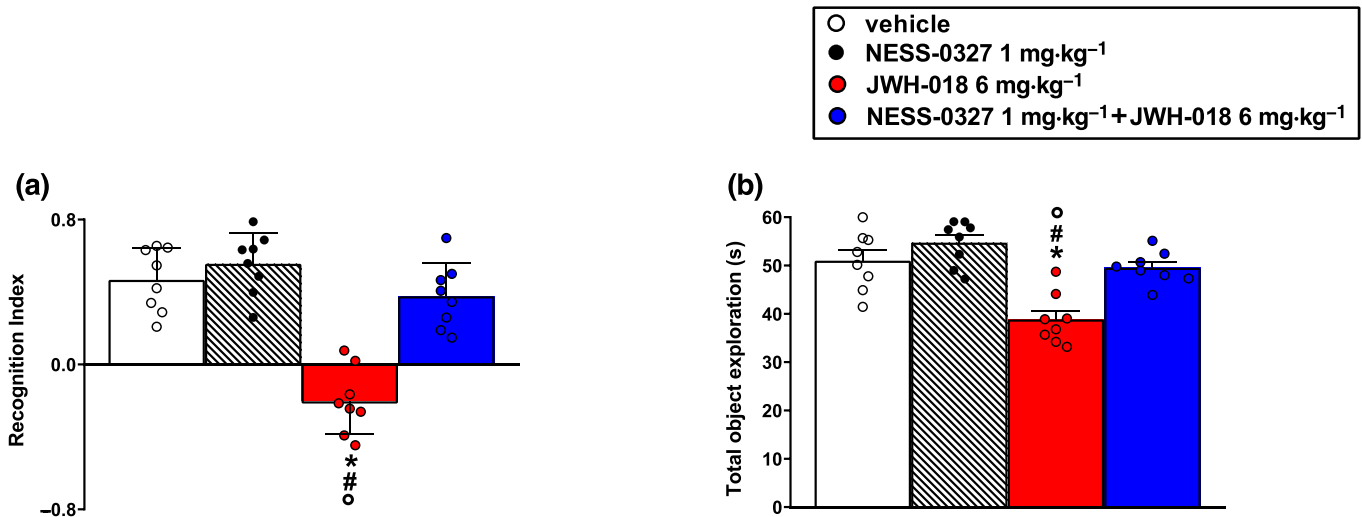 vehicle
NESS-0327 1 mg·kg⁻¹
JWH-018 6 mg·kg⁻¹
NESS-0327 1 mg·kg⁻¹+JWH-018 6 mg·kg⁻¹
(a)
Recognition Index
0.8
0.0
–0.8
*
#
°
(b)
Total object exploration (s)
60
50
40
30
20
10
0
°
#
*